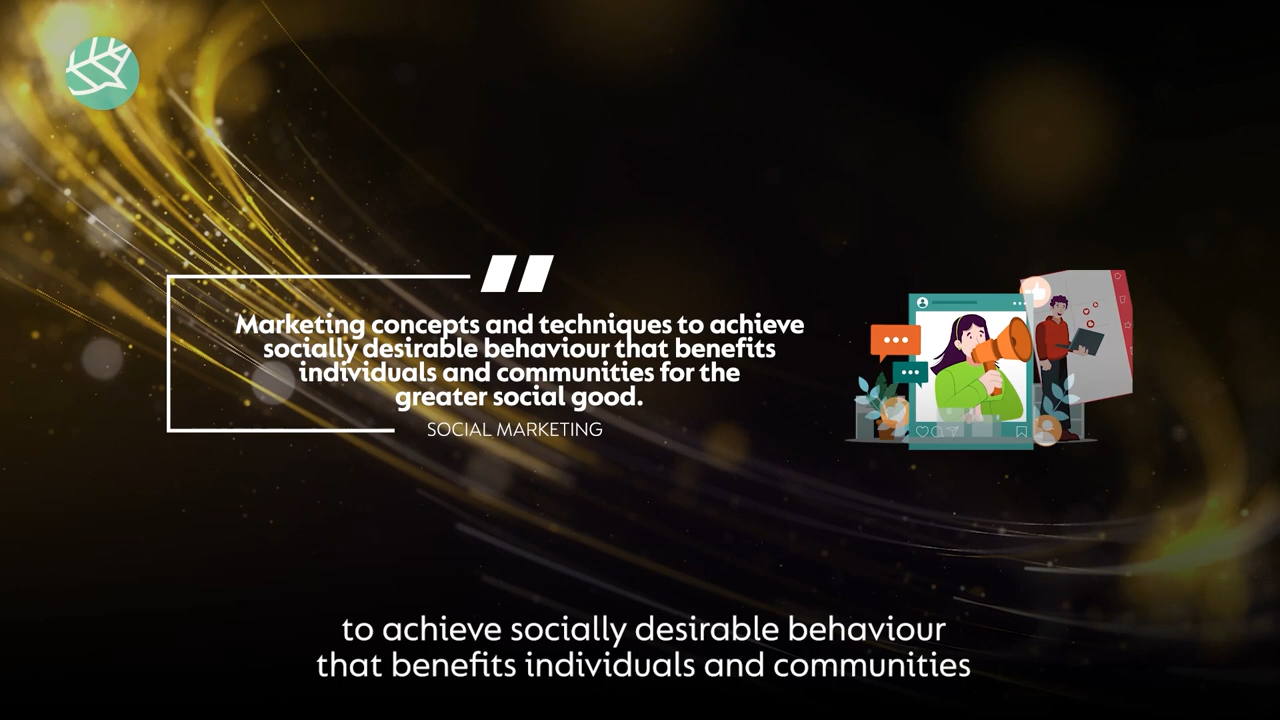 Marketing concepts and techniques to achieve
socially desirable behaviour that benefits
individuals and communities for the
greater social good.
SOCIAL MARKETING
to achieve socially desirable behaviour
that benefits individuals and communities